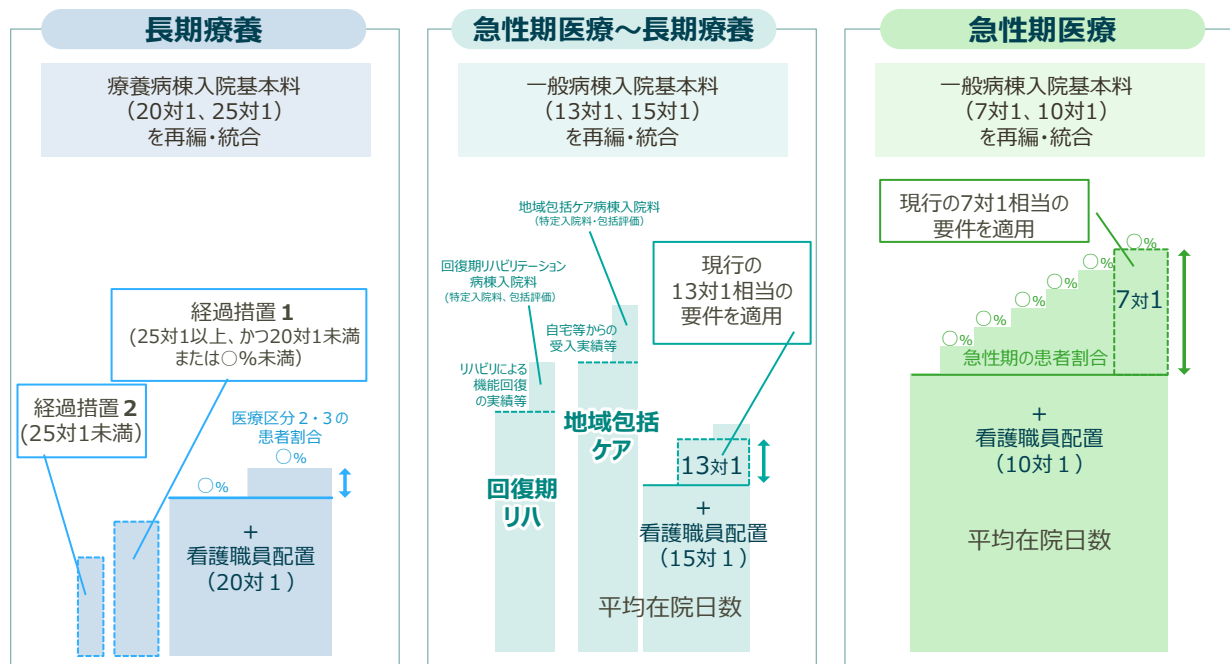 長期療養
療養病棟入院基本料
（20対1、25対1）
を再編・統合
経過措置1
(25対1以上、かつ20対1未満
または○%未満)
経過措置2
(25対1未満)
医療区分２・３の
患者割合
○%
○%
+
看護職員配置
（20対１）
急性期医療～長期療養
一般病棟入院基本料
（13対1、15対1）
を再編・統合
地域包括ケア病棟入院料
(特定入院料・包括評価)
回復期リハビリテーション
病棟入院料
(特定入院料、包括評価)
現行の
13対1相当の
要件を適用
自宅等からの
受入実績等
リハビリによる
機能回復
の実績等
地域包括
ケア
回復期
リハ
13対1
+
看護職員配置
（15対１）
平均在院日数
急性期医療
一般病棟入院基本料
（7対1、10対1）
を再編・統合
現行の7対1相当の
要件を適用
○%
○%
○%
○%
○%
○%
7対1
急性期の患者割合
+
看護職員配置
（10対１）
平均在院日数